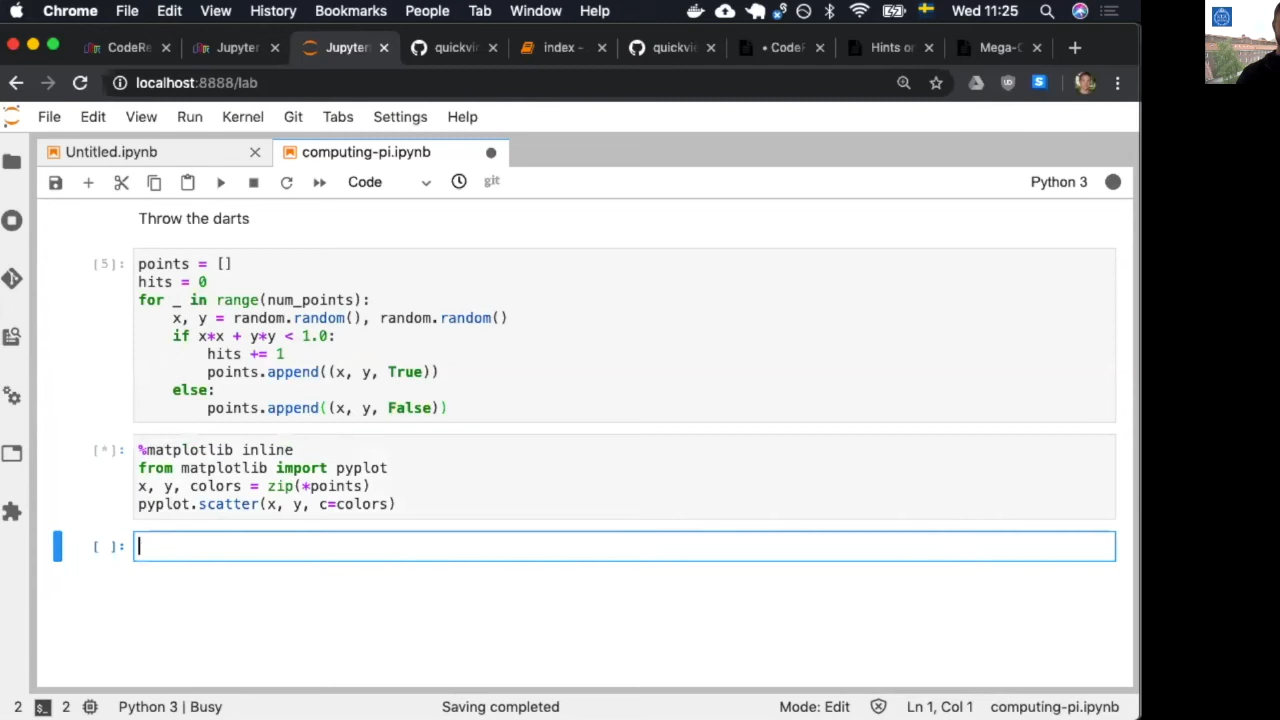 Chrome File Edit View History Bookmarks People Tab Window Help Wed 11:25
CodeRe Jupyter Jupyter quickvi index - quickvie • CodeF Hints or Mega-C
localhost:8888/lab
File Edit View Run Kernel Git Tabs Settings Help
Untitled.ipynb computing-pi.ipynb
Code git Python 3
Throw the darts
[5]: points = []
hits = 0
for _ in range(num_points):
    x, y = random.random(), random.random()
    if x*x + y*y < 1.0:
        hits += 1
        points.append((x, y, True))
    else:
        points.append((x, y, False))
[*]: %matplotlib inline
from matplotlib import pyplot
x, y, colors = zip(*points)
pyplot.scatter(x, y, c=colors)
[ ]:
2 $_ 2 Python 3 | Busy Saving completed Mode: Edit Ln 1, Col 1 computing-pi.ipynb